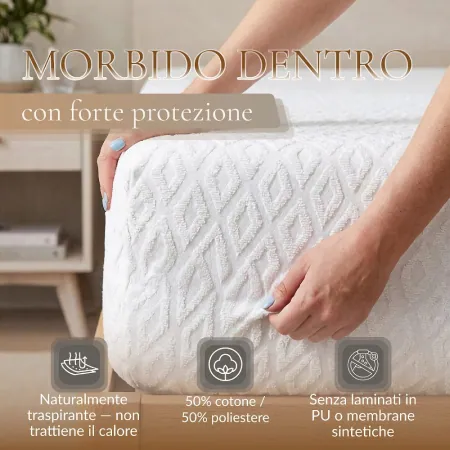 MORBIDO DENTRO
con forte protezione
Naturalmente
traspirante — non
trattiene il calore
50% cotone /
50% poliestere
Senza laminati in
PU o membrane
sintetiche